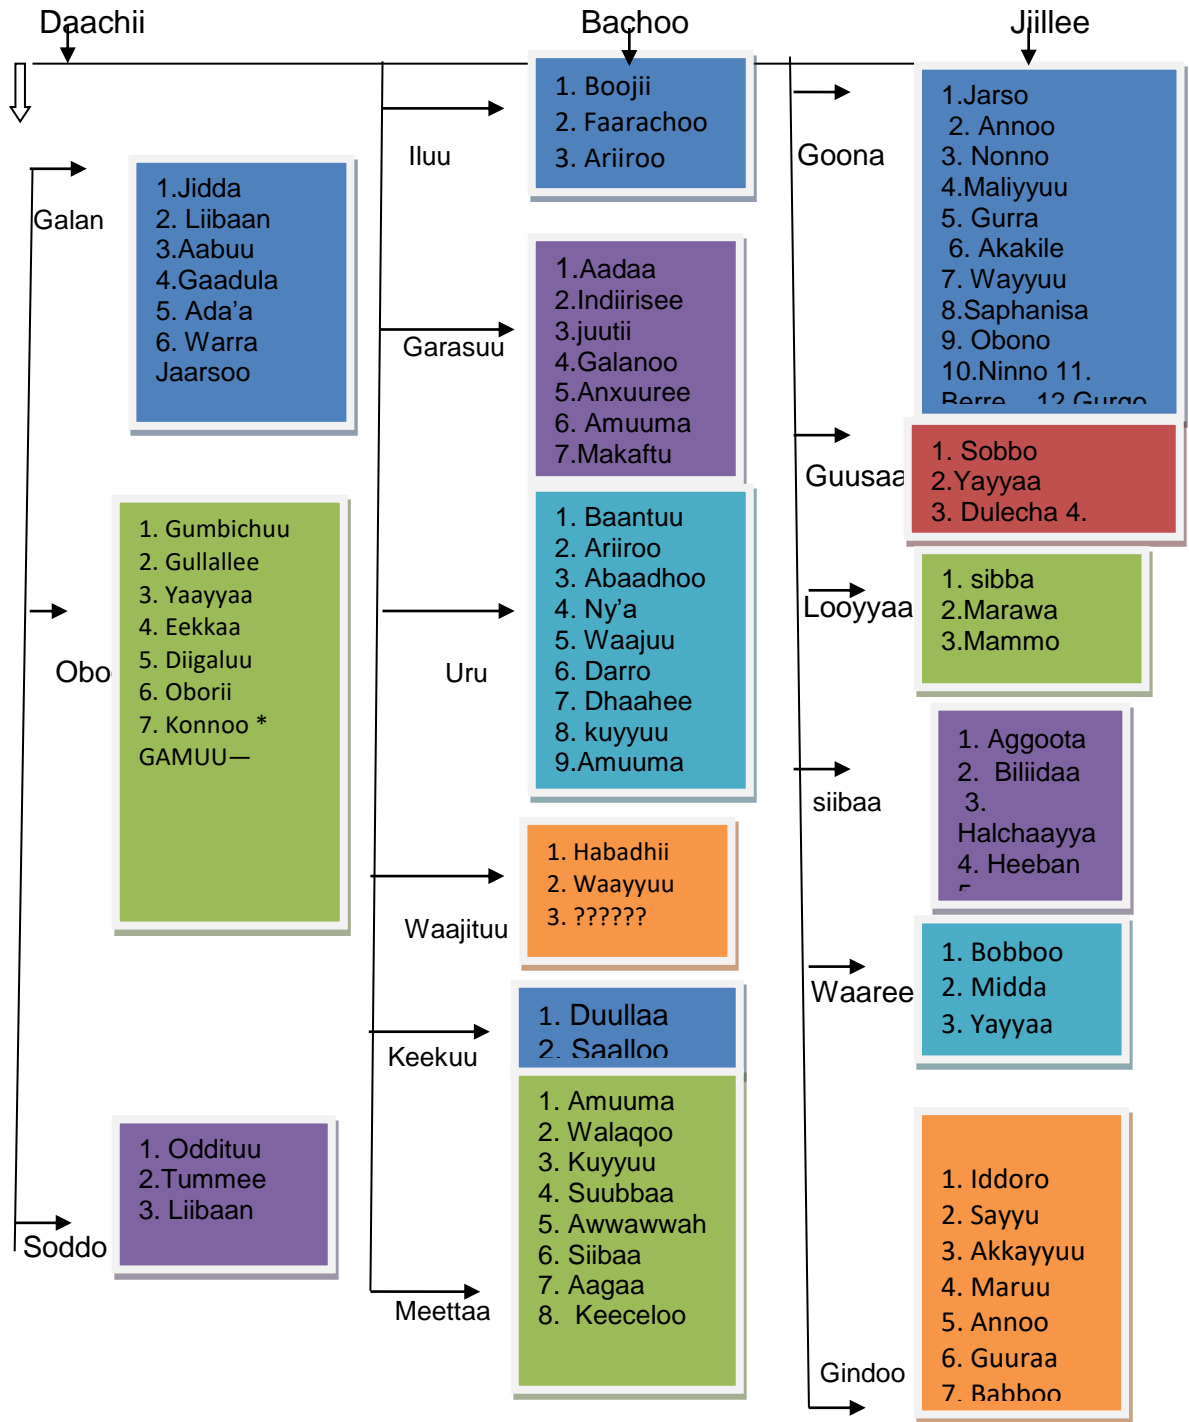 Daachii
Bachoo
Jiillee
Galan
1.Jidda
2. Liibaan
3.Aabuu
4.Gaadula
5. Ada'a
6. Warra
Jaarsoo
Obo
1. Gumbichuu
2. Gullallee
3. Yaayyaa
4. Eekkaa
5. Diigaluu
6. Oborii
7. Konnoo *
GAMUU—
Soddo
1. Oddituu
2.Tummee
3. Liibaan
Iluu
1. Boojii
2. Faarachoo
3. Ariiroo
Garasuu
1.Aadaa
2.Indiirisee
3.juutii
4.Galanoo
5.Anxuuree
6. Amuuma
7.Makaftu
Uru
1. Baantuu
2. Ariiroo
3. Abaadhoo
4. Ny'a
5. Waajuu
6. Darro
7. Dhaahee
8. kuyyuu
9.Amuuma
Waajituu
1. Habadhii
2. Waayyuu
3. ??????
Keekuu
1. Duullaa
2. Saalloo
Meettaa
1. Amuuma
2. Walaqoo
3. Kuyyuu
4. Suubbaa
5. Awwawwah
6. Siibaa
7. Aagaa
8. Keeceloo
Goona
1.Jarso
2. Annoo
3. Nonno
4.Maliyyuu
5. Gurra
6. Akakile
7. Wayyuu
8.Saphanisa
9. Obono
10.Ninno 11.
Berre 12.Gurgo
Guusaa
1. Sobbo
2.Yayyaa
3. Dulecha 4.
Looyyaa
1. sibba
2.Marawa
3.Mammo
siibaa
1. Aggoota
2. Biliidaa
3.
Halchaayya
4. Heeban
5
Waaree
1. Bobboo
2. Midda
3. Yayyaa
Gindoo
1. Iddoro
2. Sayyu
3. Akkayyuu
4. Maruu
5. Annoo
6. Guuraa
7. Babboo